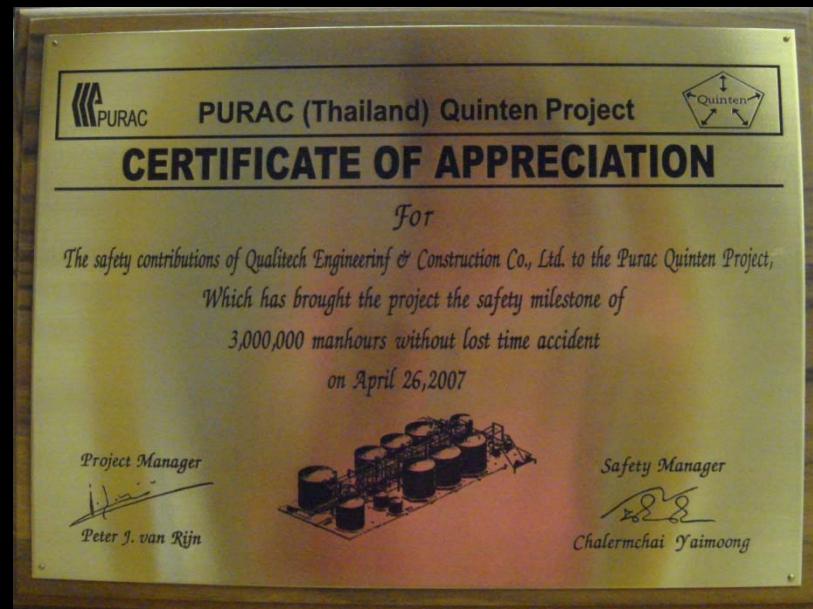 PURAC
PURAC (Thailand) Quinten Project
Quinten
CERTIFICATE OF APPRECIATION
For
The safety contributions of Qualitech Engineerinf & Construction Co., Ltd. to the Purac Quinten Project,
Which has brought the project the safety milestone of
3,000,000 manhours without lost time accident
on April 26,2007
Project Manager
Peter J. van Rijn
Safety Manager
Chalermchai Yaimoong